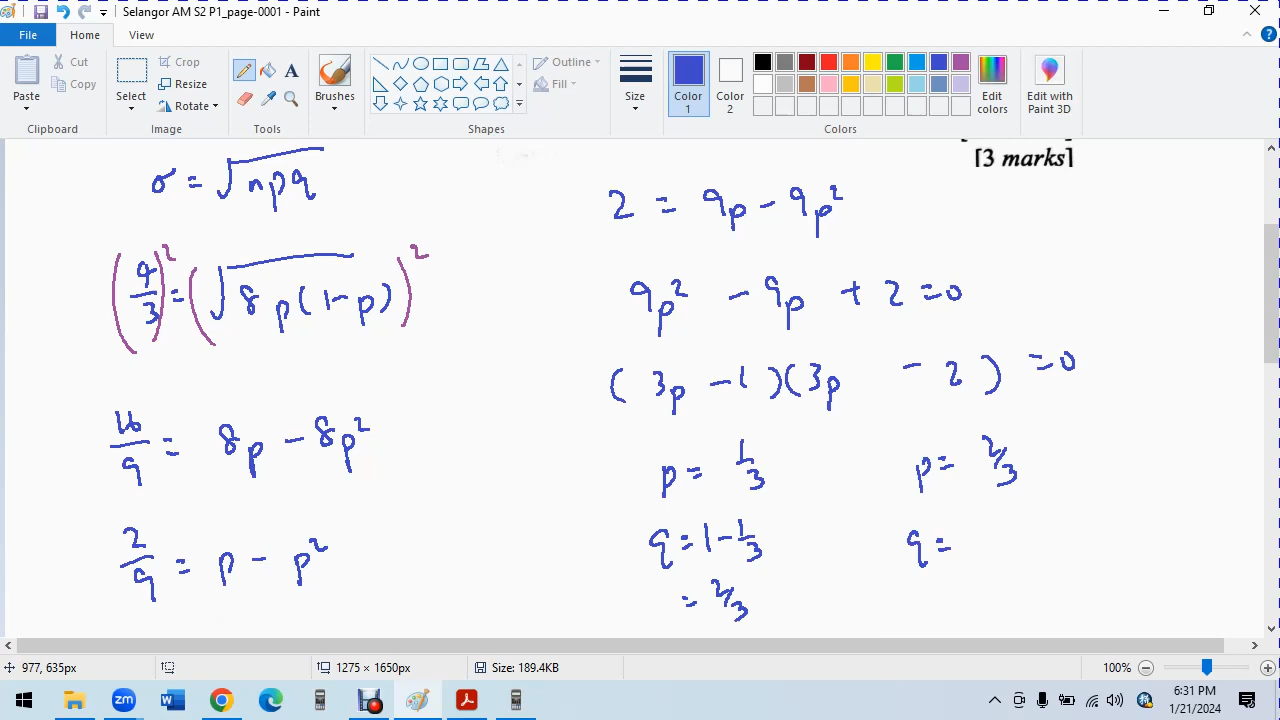 Selangor AM S2 P1_page-0001 - Paint
File Home View
Paste
Cut
Copy
Clipboard
Select
Crop
Resize
Rotate
Image
A
Tools
Brushes
Outline
Fill
Shapes
Size
Color 1
Color 2
Edit colors
Colors
Edit with Paint 3D
[3 marks]
σ = √npq
(4/3)² = (√8p(1-p))²
16/9 = 8p - 8p²
2/9 = p - p²
2 = 9p - 9p²
9p² - 9p + 2 = 0
(3p - 1)(3p - 2) = 0
p = 1/3 p = 2/3
q = 1 - 1/3 q =
= 2/3
977, 635px 1275 × 1650px Size: 189.4KB 100%
zm W
6:31 PM
1/21/2024